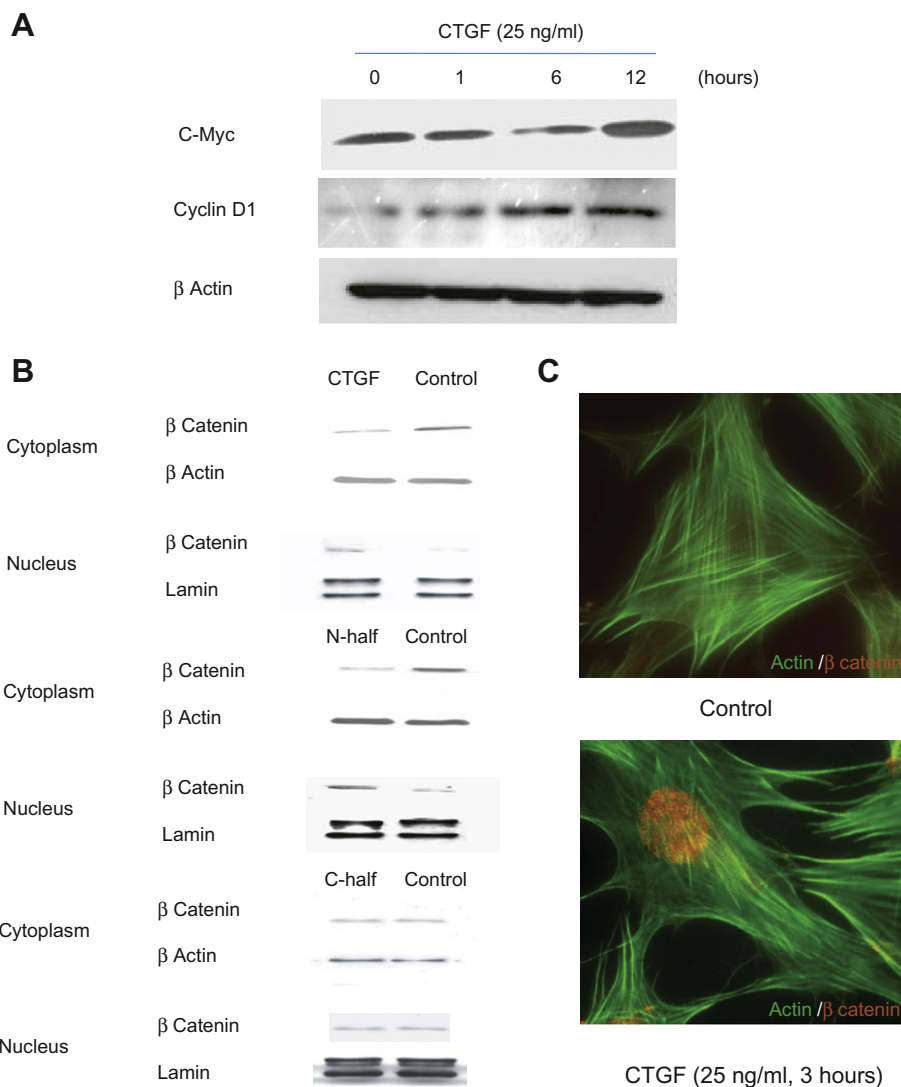 A
CTGF (25 ng/ml)
0 1 6 12 (hours)
C-Myc
Cyclin D1
β Actin
B
CTGF Control
Cytoplasm
β Catenin
β Actin
Nucleus
β Catenin
Lamin
N-half Control
Cytoplasm
β Catenin
β Actin
Nucleus
β Catenin
Lamin
C-half Control
Cytoplasm
β Catenin
β Actin
Nucleus
β Catenin
Lamin
C
Actin /β catenin
Control
Actin /β catenin
CTGF (25 ng/ml, 3 hours)